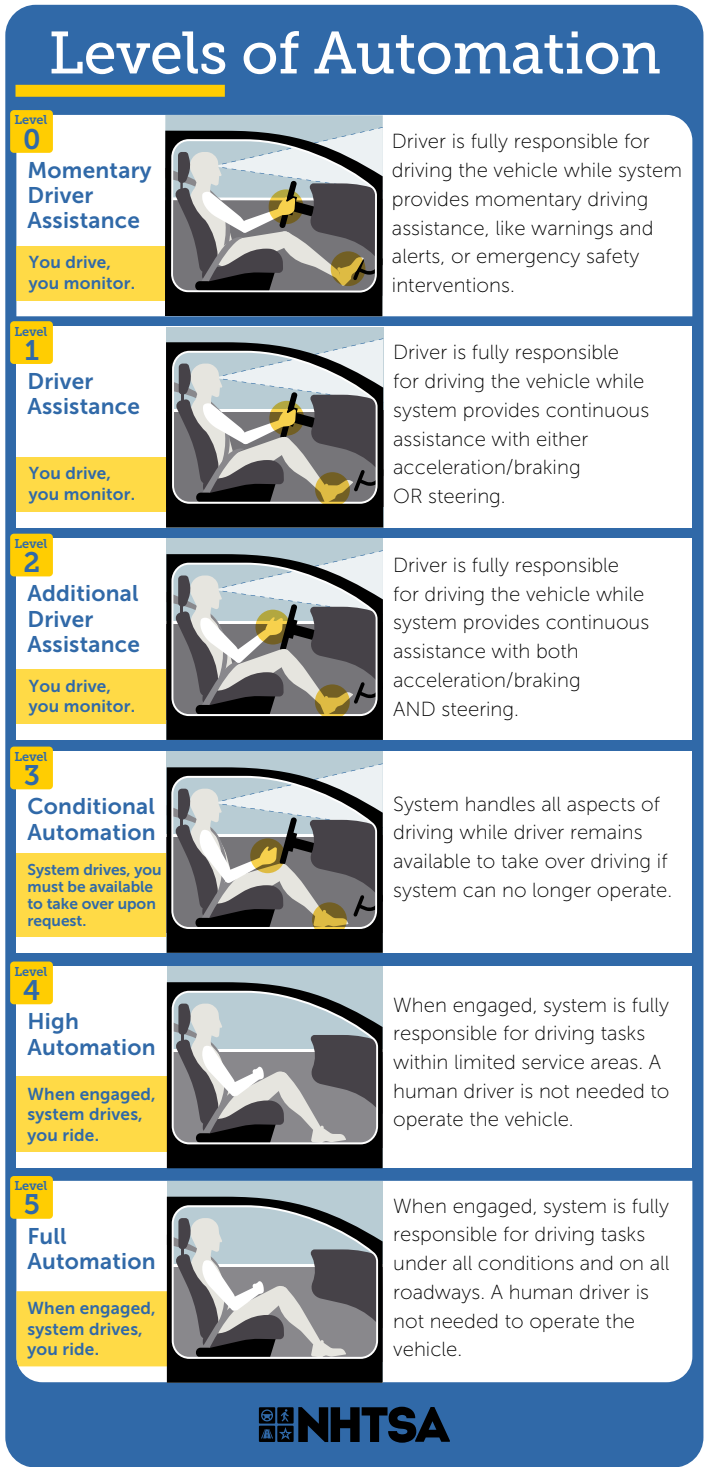 Levels of Automation
Level
0
Momentary
Driver
Assistance
You drive,
you monitor.
Driver is fully responsible for
driving the vehicle while system
provides momentary driving
assistance, like warnings and
alerts, or emergency safety
interventions.
Level
1
Driver
Assistance
You drive,
you monitor.
Driver is fully responsible
for driving the vehicle while
system provides continuous
assistance with either
acceleration/braking
OR steering.
Level
2
Additional
Driver
Assistance
You drive,
you monitor.
Driver is fully responsible
for driving the vehicle while
system provides continuous
assistance with both
acceleration/braking
AND steering.
Level
3
Conditional
Automation
System drives, you
must be available
to take over upon
request.
System handles all aspects of
driving while driver remains
available to take over driving if
system can no longer operate.
Level
4
High
Automation
When engaged,
system drives,
you ride.
When engaged, system is fully
responsible for driving tasks
within limited service areas. A
human driver is not needed to
operate the vehicle.
Level
5
Full
Automation
When engaged,
system drives,
you ride.
When engaged, system is fully
responsible for driving tasks
under all conditions and on all
roadways. A human driver is
not needed to operate the
vehicle.
NHTSA